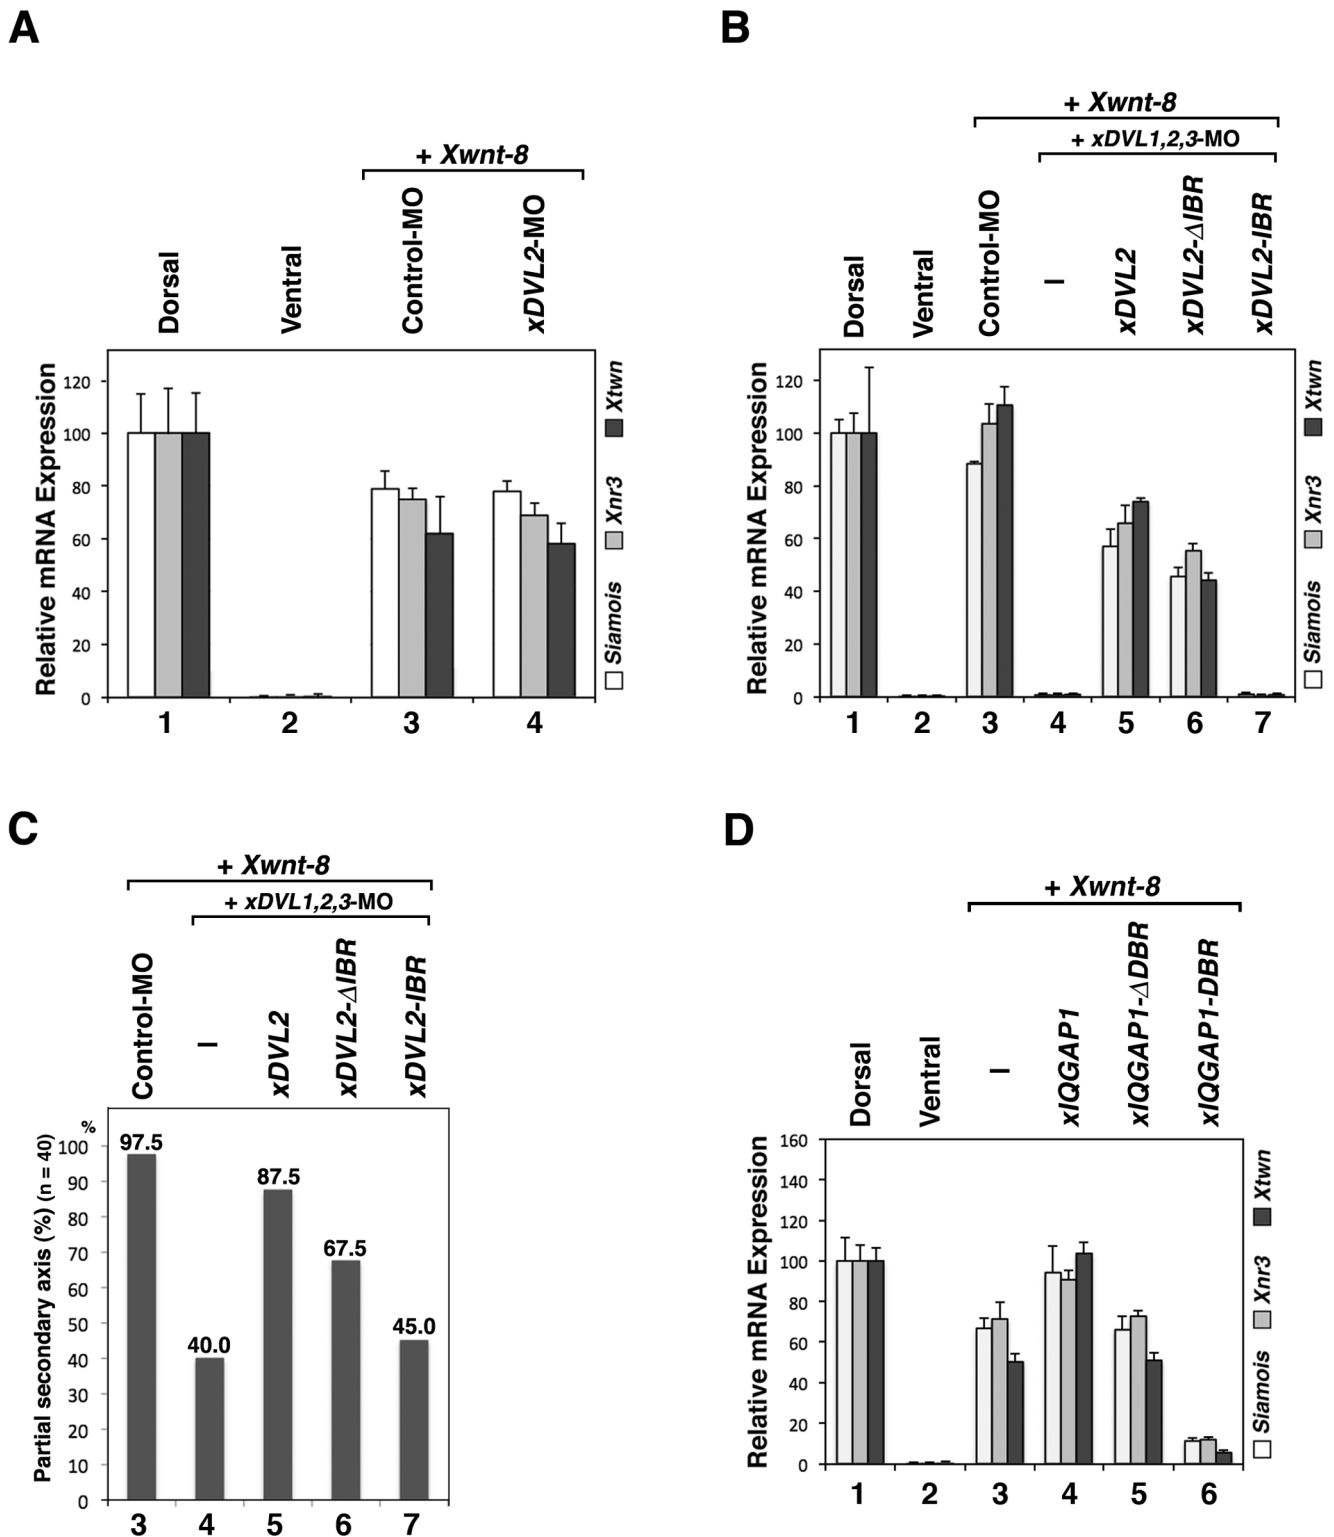 A
+ Xwnt-8
Dorsal
Ventral
Control-MO
xDVL2-MO
Relative mRNA Expression
120
100
80
60
40
20
0
1 2 3 4
Siamois Xnr3 Xtwn
B
+ Xwnt-8
+ xDVL1,2,3-MO
Dorsal
Ventral
Control-MO
–
xDVL2
xDVL2-ΔIBR
xDVL2-IBR
Relative mRNA Expression
120
100
80
60
40
20
0
1 2 3 4 5 6 7
Siamois Xnr3 Xtwn
C
+ Xwnt-8
+ xDVL1,2,3-MO
Control-MO
–
xDVL2
xDVL2-ΔIBR
xDVL2-IBR
Partial secondary axis (%) (n = 40)
%
100
90
80
70
60
50
40
30
20
10
0
97.5
40.0
87.5
67.5
45.0
3 4 5 6 7
D
+ Xwnt-8
Dorsal
Ventral
–
xIQGAP1
xIQGAP1-ΔDBR
xIQGAP1-DBR
Relative mRNA Expression
160
140
120
100
80
60
40
20
0
1 2 3 4 5 6
Siamois Xnr3 Xtwn